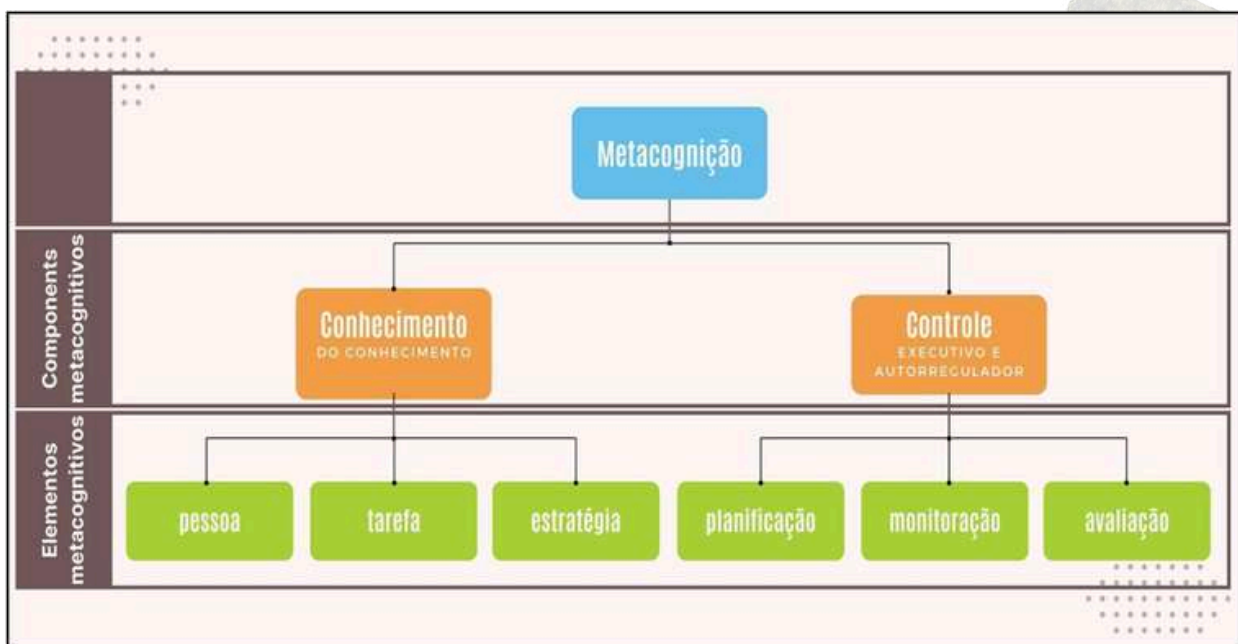 Metacognição
Components
metacognitivos
Conhecimento
DO CONHECIMENTO
Controle
EXECUTIVO E
AUTORREGULADOR
Elementos
metacognitivos
pessoa
tarefa
estratégia
planificação
monitoração
avaliação